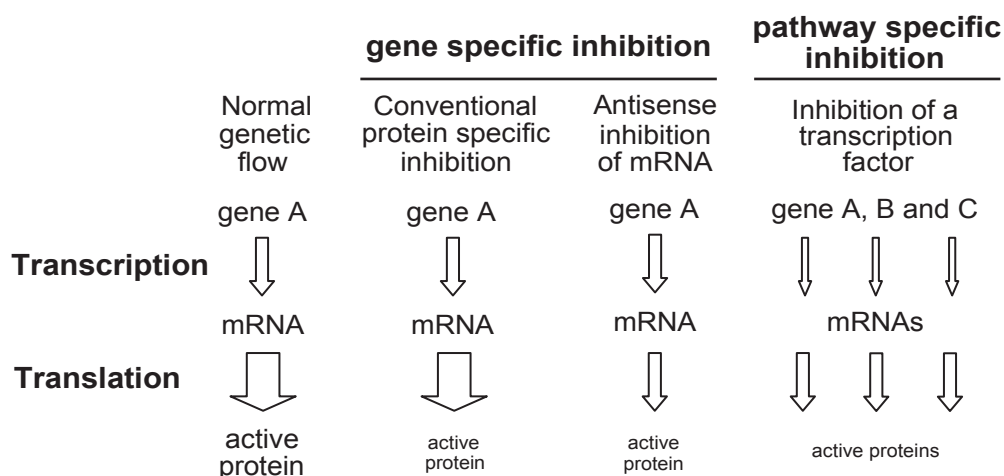 gene specific inhibition
pathway specific
inhibition
Normal
genetic
flow
Conventional
protein specific
inhibition
Antisense
inhibition
of mRNA
Inhibition of a
transcription
factor
gene A
gene A
gene A
gene A, B and C
Transcription
mRNA
mRNA
mRNA
mRNAs
Translation
active
protein
active
protein
active
protein
active proteins